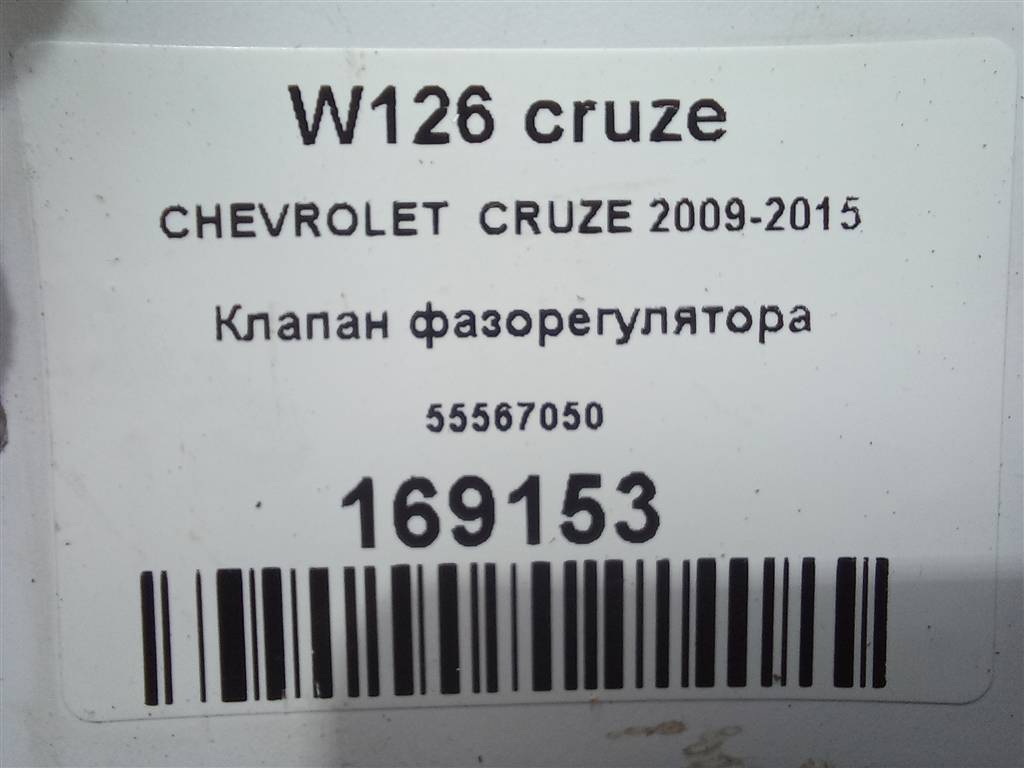 W126 cruze
CHEVROLET CRUZE 2009-2015
Клапан фазорегулятора
55567050
169153